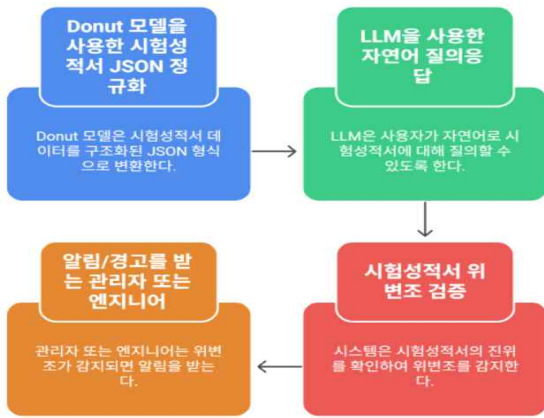 Donut 모델을
사용한 시험성
적서 JSON 정
규화
Donut 모델은 시험성적서 데
이터를 구조화된 JSON 형식
으로 변환한다.
LLM을 사용한
자연어 질의응
답
LLM은 사용자가 자연어로 시
험성적서에 대해 질의할 수
있도록 한다.
알림/경고를 받
는 관리자 또는
엔지니어
관리자 또는 엔지니어는 위변
조가 감지되면 알림을 받는
다.
시험성적서 위
변조 검증
시스템은 시험성적서의 진위
를 확인하여 위변조를 감지한
다.